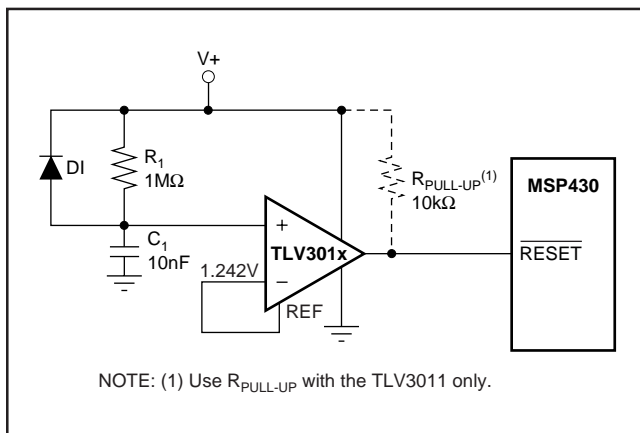 V+
DI
R1
1MΩ
C1
10nF
+
–
1.242V
TLV301x
REF
RPULL-UP(1)
10kΩ
MSP430
RESET
NOTE: (1) Use RPULL-UP with the TLV3011 only.